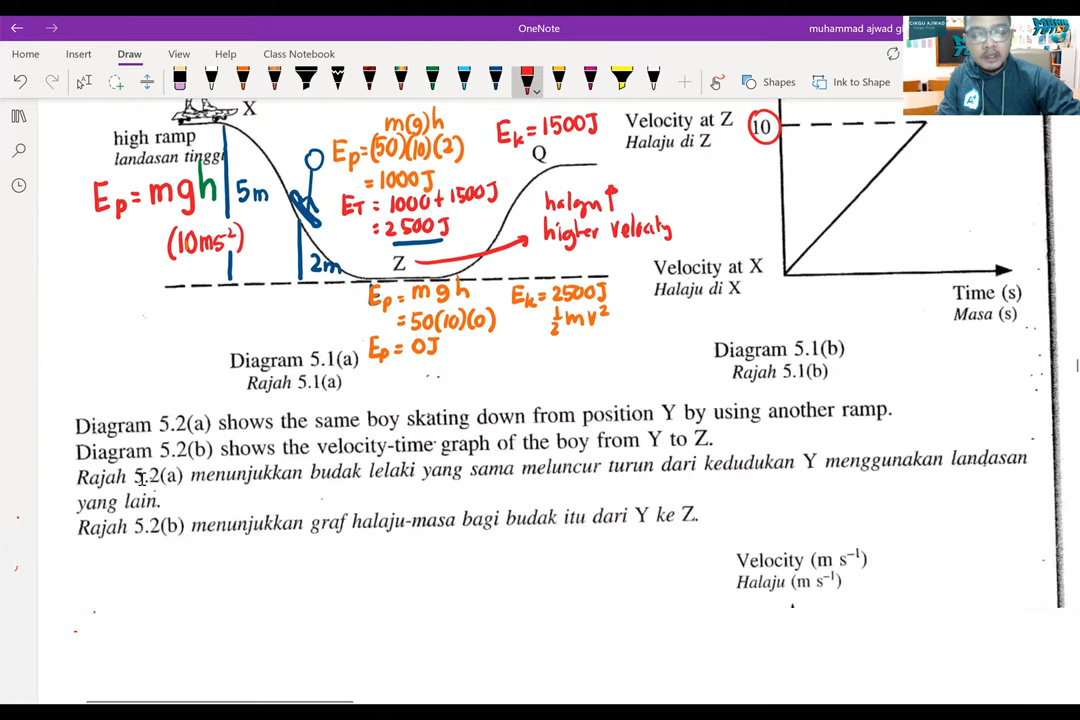 OneNote
muhammad ajwad g
CIKGU AJWAD
Home Insert Draw View Help Class Notebook
Shapes Ink to Shape
X
high ramp
landasan tinggi
Ep = mgh
(10ms⁻²)
5m
2m
m(g)h
Ep = (50)(10)(2)
= 1000J
ET = 1000 + 1500J
= 2500J
Ek = 1500J
Q
halaju ↑
higher velocity
Z
Ep = mgh
= 50(10)(0)
Ep = 0J
Ek = 2500J
½mv²
Velocity at Z
Halaju di Z
10
Velocity at X
Halaju di X
Time (s)
Masa (s)
Diagram 5.1(a)
Rajah 5.1(a)
Diagram 5.1(b)
Rajah 5.1(b)
Diagram 5.2(a) shows the same boy skating down from position Y by using another ramp.
Diagram 5.2(b) shows the velocity-time graph of the boy from Y to Z.
Rajah 5.2(a) menunjukkan budak lelaki yang sama meluncur turun dari kedudukan Y menggunakan landasan
yang lain.
Rajah 5.2(b) menunjukkan graf halaju-masa bagi budak itu dari Y ke Z.
Velocity (m s⁻¹)
Halaju (m s⁻¹)